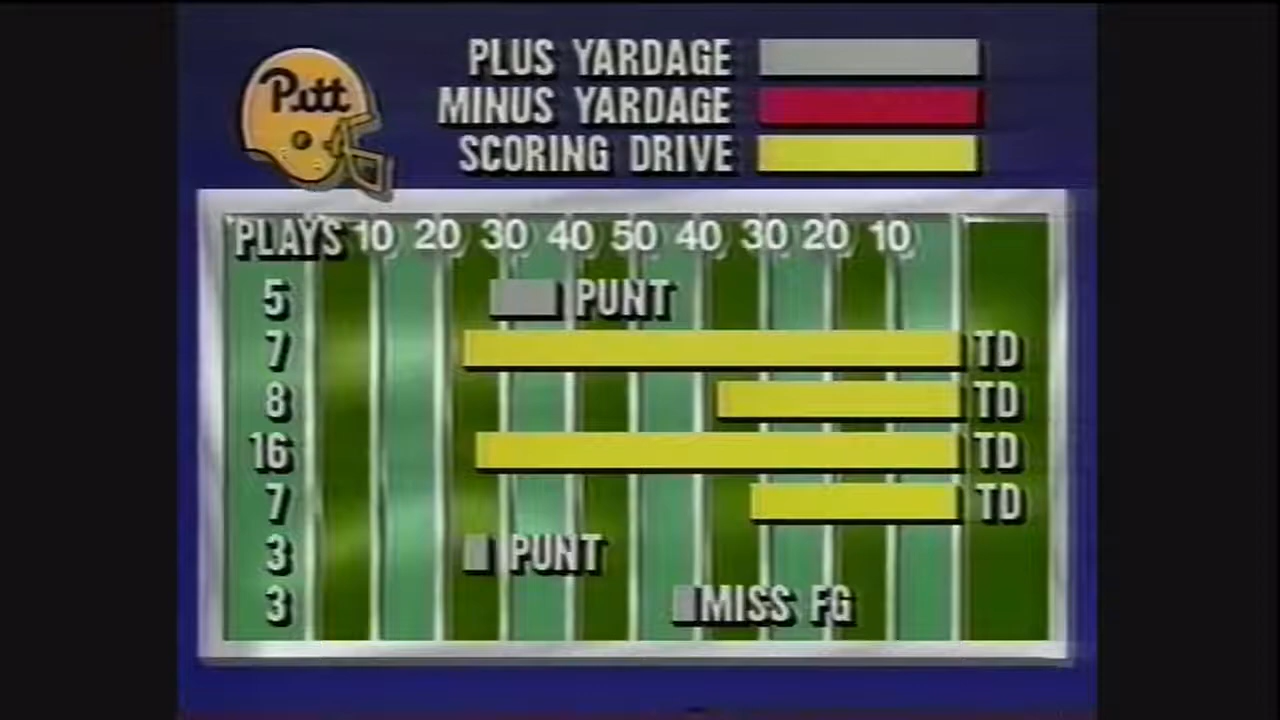 Pitt
PLUS YARDAGE
MINUS YARDAGE
SCORING DRIVE
PLAYS 10 20 30 40 50 40 30 20 10
5 PUNT
7 TD
8 TD
16 TD
7 TD
3 PUNT
3 MISS FG